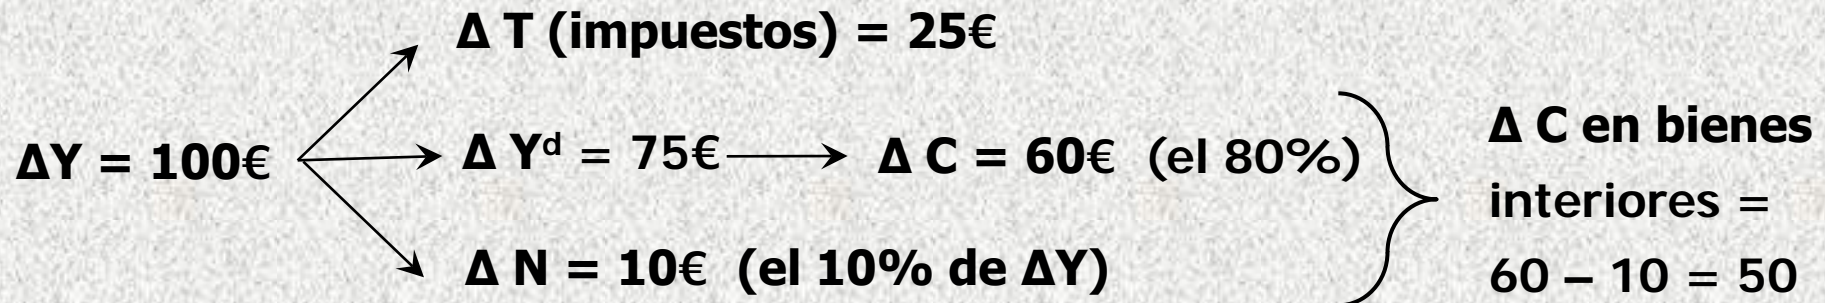 Δ T (impuestos) = 25€
ΔY = 100€
Δ Yᵈ = 75€
Δ C = 60€ (el 80%)
Δ N = 10€ (el 10% de ΔY)
Δ C en bienes
interiores =
60 – 10 = 50